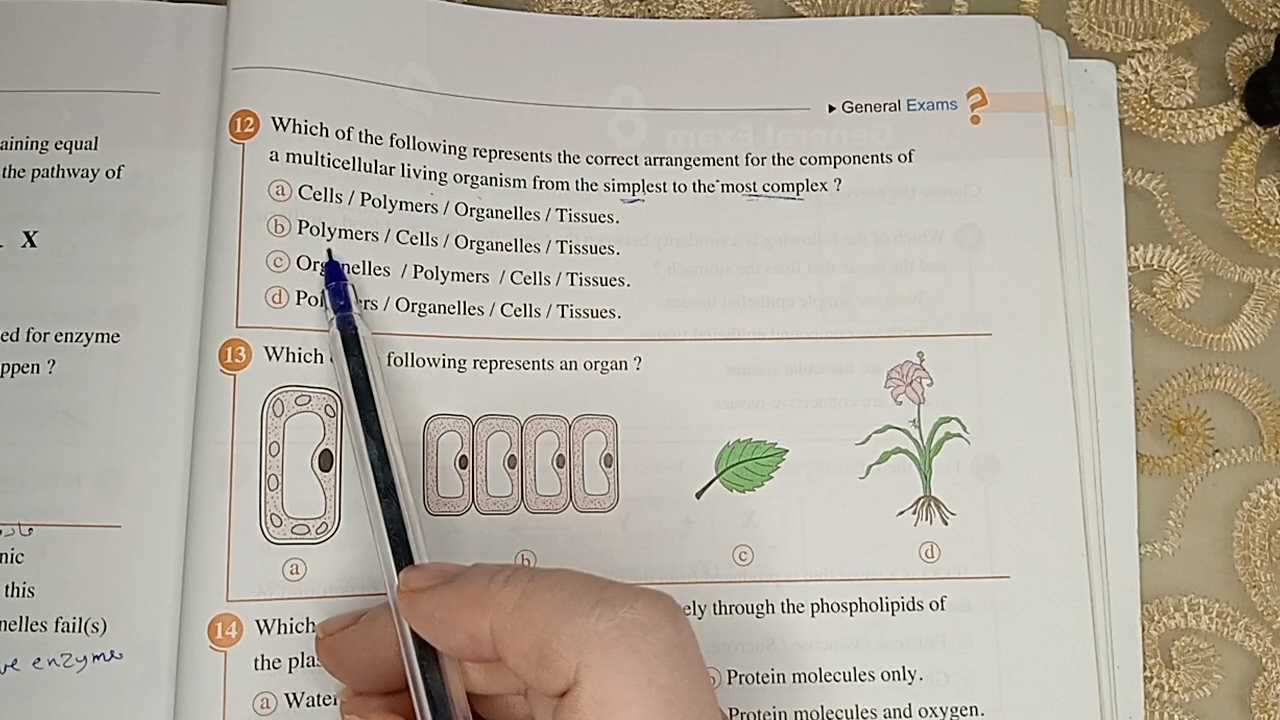 aining equal
the pathway of
X
ed for enzyme
ppen ?
nic
this
nelles fail(s)
ve enzyme
General Exams
12 Which of the following represents the correct arrangement for the components of
a multicellular living organism from the simplest to the most complex ?
a Cells / Polymers / Organelles / Tissues.
b Polymers / Cells / Organelles / Tissues.
c Organelles / Polymers / Cells / Tissues.
d Polymers / Organelles / Cells / Tissues.
13 Which following represents an organ ?
a b c d
14 Which ely through the phospholipids of
the pla
a Water Protein molecules only.
Protein molecules and oxygen.